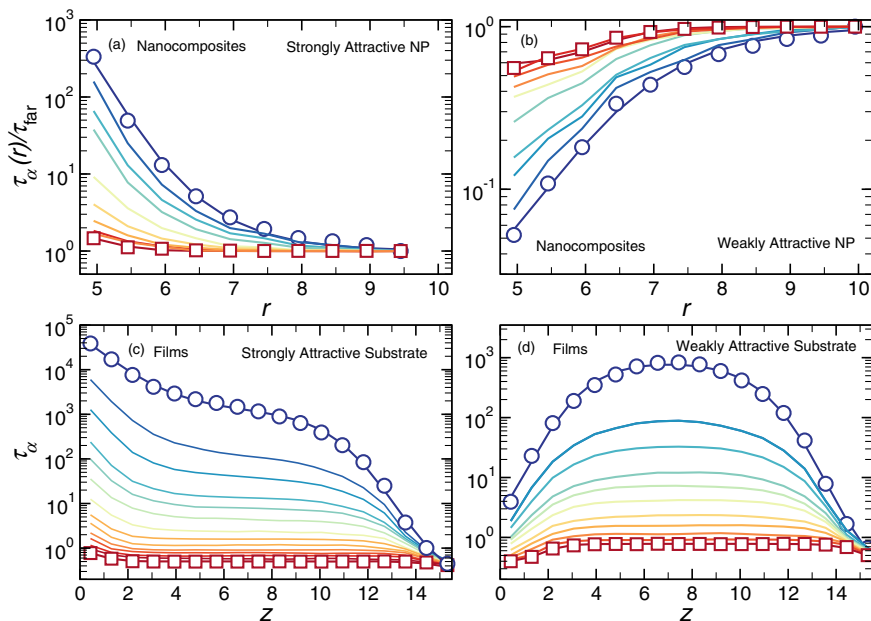 (a) Nanocomposites Strongly Attractive NP
10³
10²
10¹
10⁰
τα(r)/τfar
5 6 7 8 9 10
r
(b)
10⁰
10⁻¹
Nanocomposites Weakly Attractive NP
5 6 7 8 9 10
r
(c) Films Strongly Attractive Substrate
10⁵
10⁴
10³
10²
10¹
10⁰
τα
0 2 4 6 8 10 12 14
z
(d) Films Weakly Attractive Substrate
10³
10²
10¹
10⁰
0 2 4 6 8 10 12 14
z